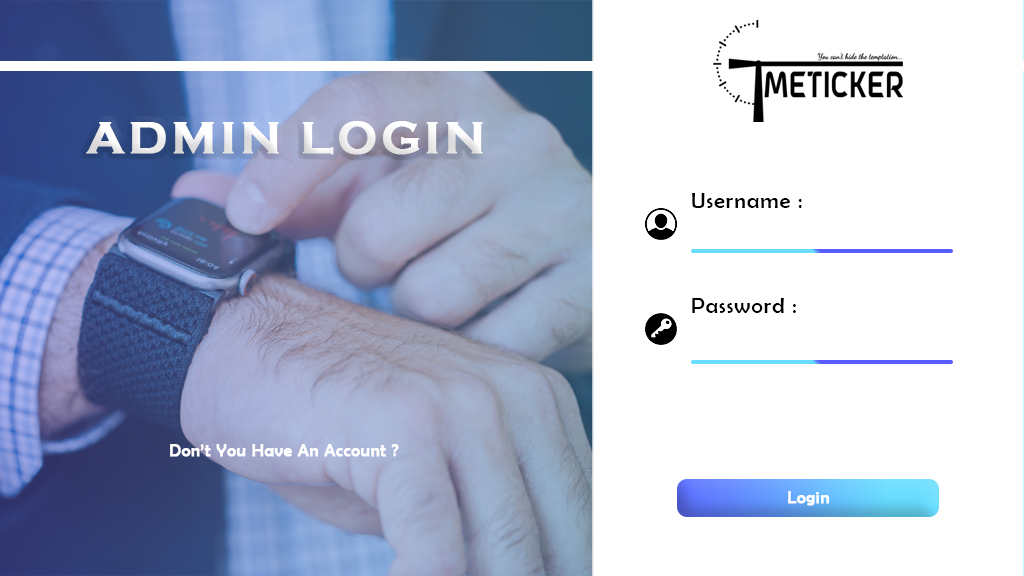 ADMIN LOGIN
Don't You Have An Account ?
You can't hide the temptation...
TMETICKER
Username :
Password :
Login